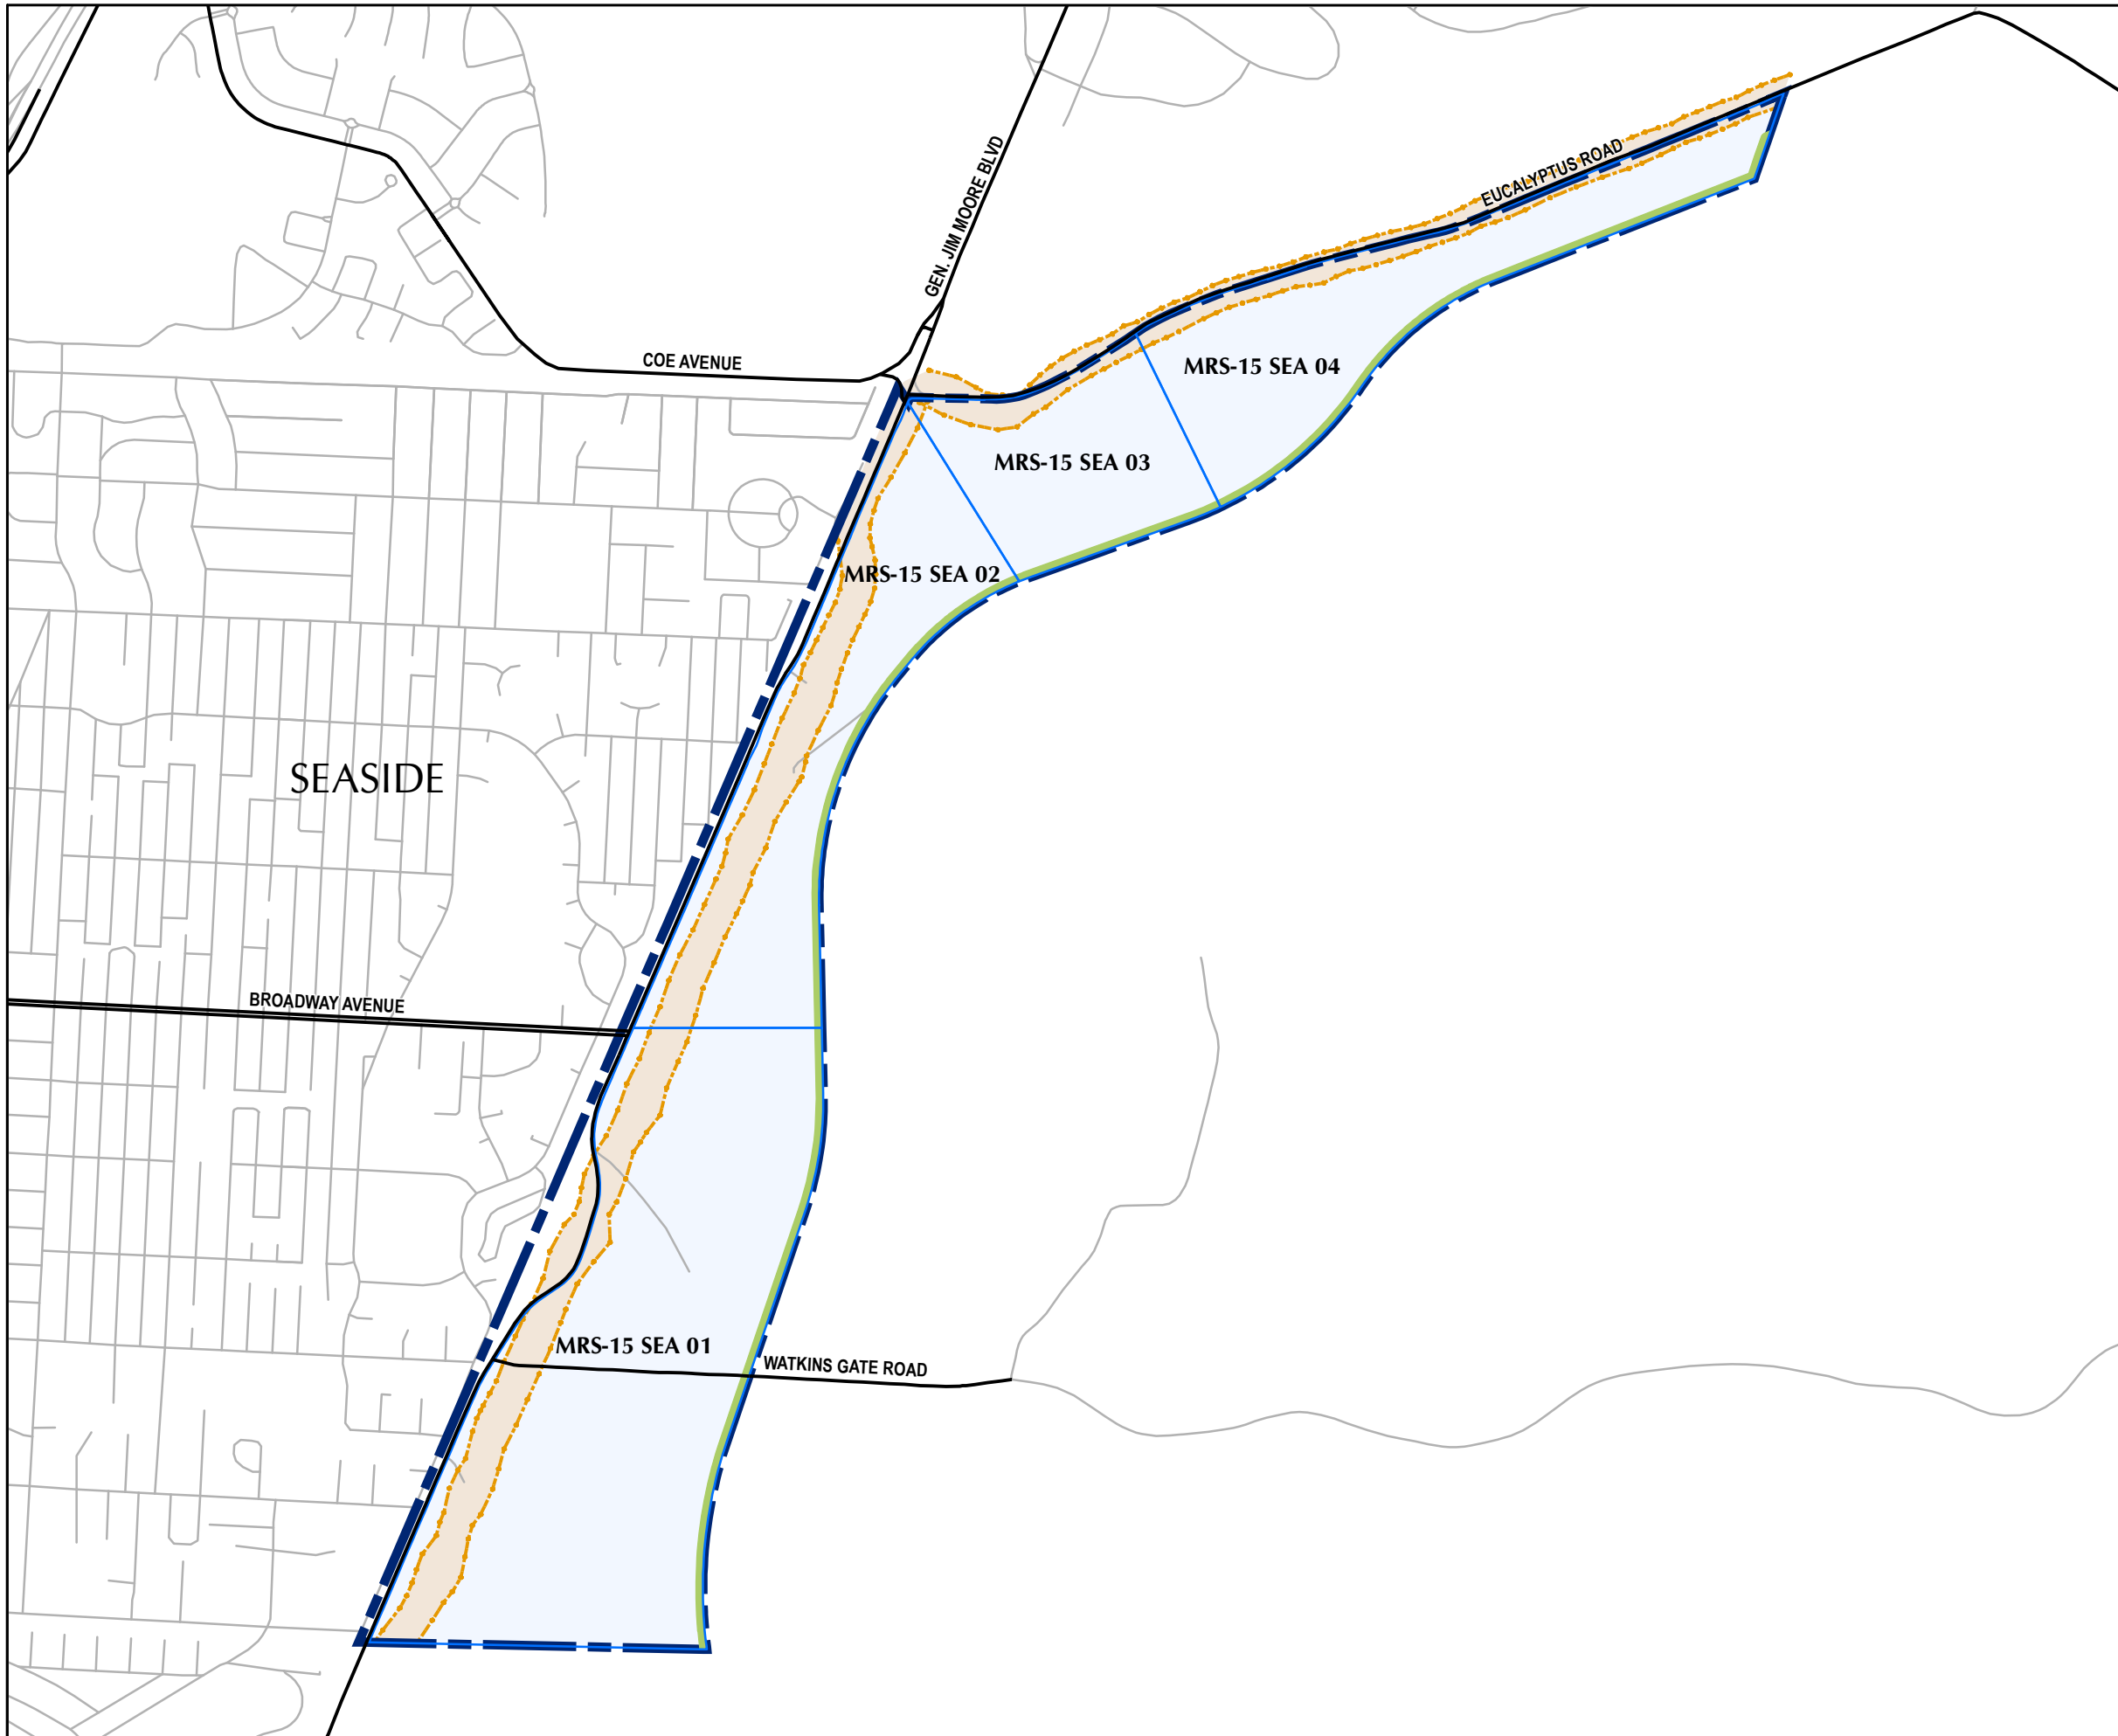 GEN. JIM MOORE BLVD
EUCALYPTUS ROAD
COE AVENUE
MRS-15 SEA 04
MRS-15 SEA 03
MRS-15 SEA 02
SEASIDE
BROADWAY AVENUE
MRS-15 SEA 01
WATKINS GATE ROAD